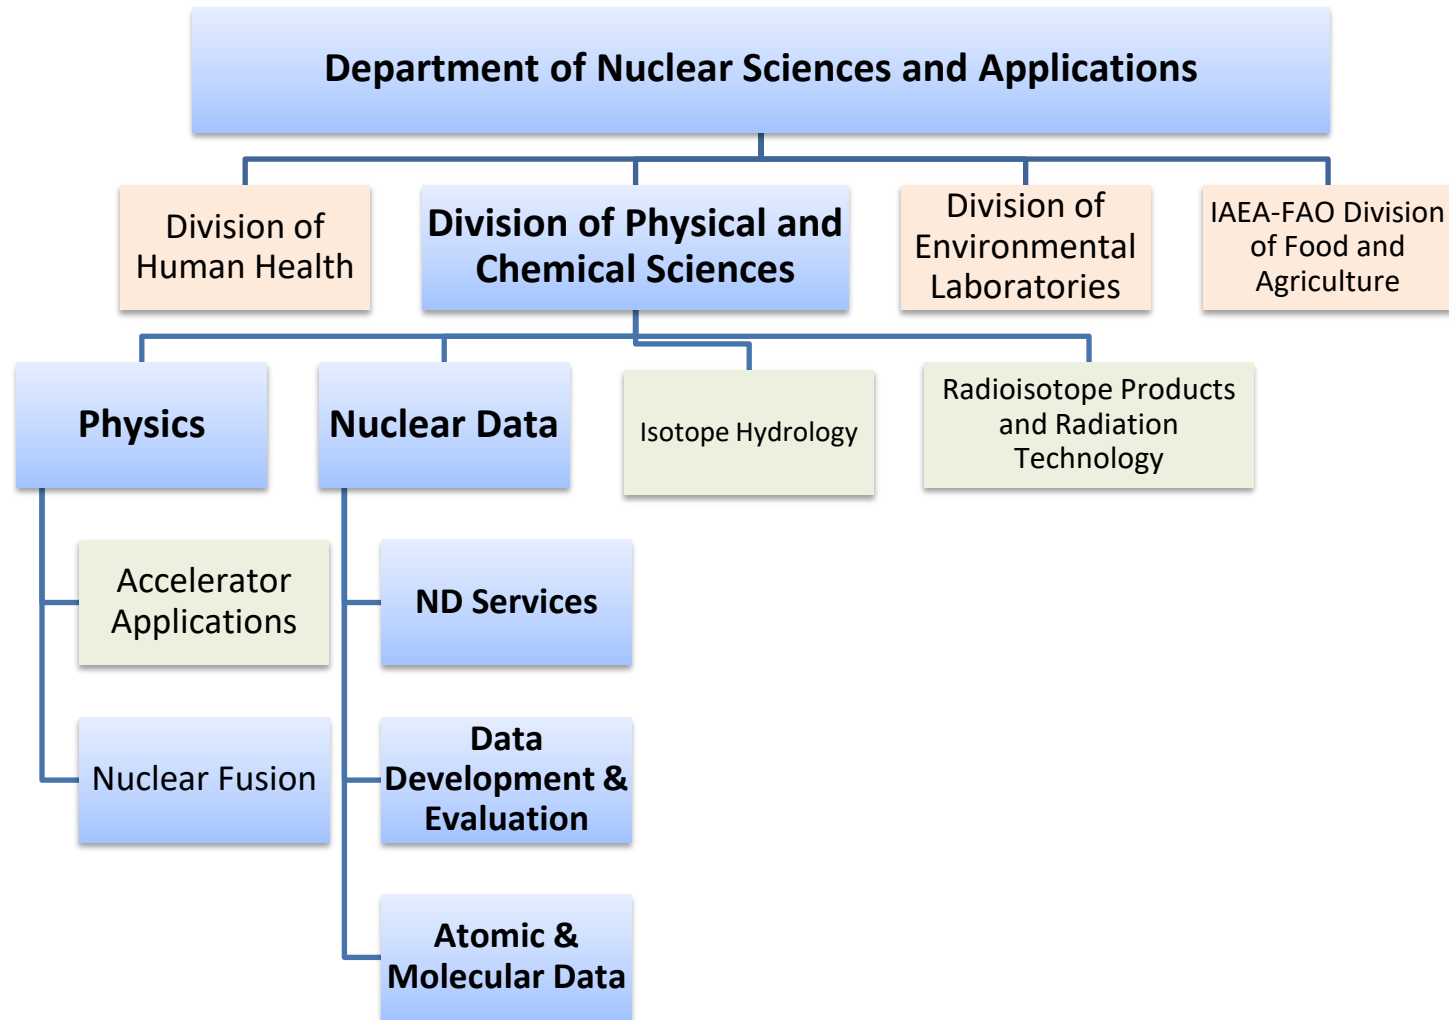 Department of Nuclear Sciences and Applications
Division of
Human Health
Division of Physical and
Chemical Sciences
Division of
Environmental
Laboratories
IAEA-FAO Division
of Food and
Agriculture
Physics
Nuclear Data
Isotope Hydrology
Radioisotope Products
and Radiation
Technology
Accelerator
Applications
ND Services
Nuclear Fusion
Data
Development &
Evaluation
Atomic &
Molecular Data